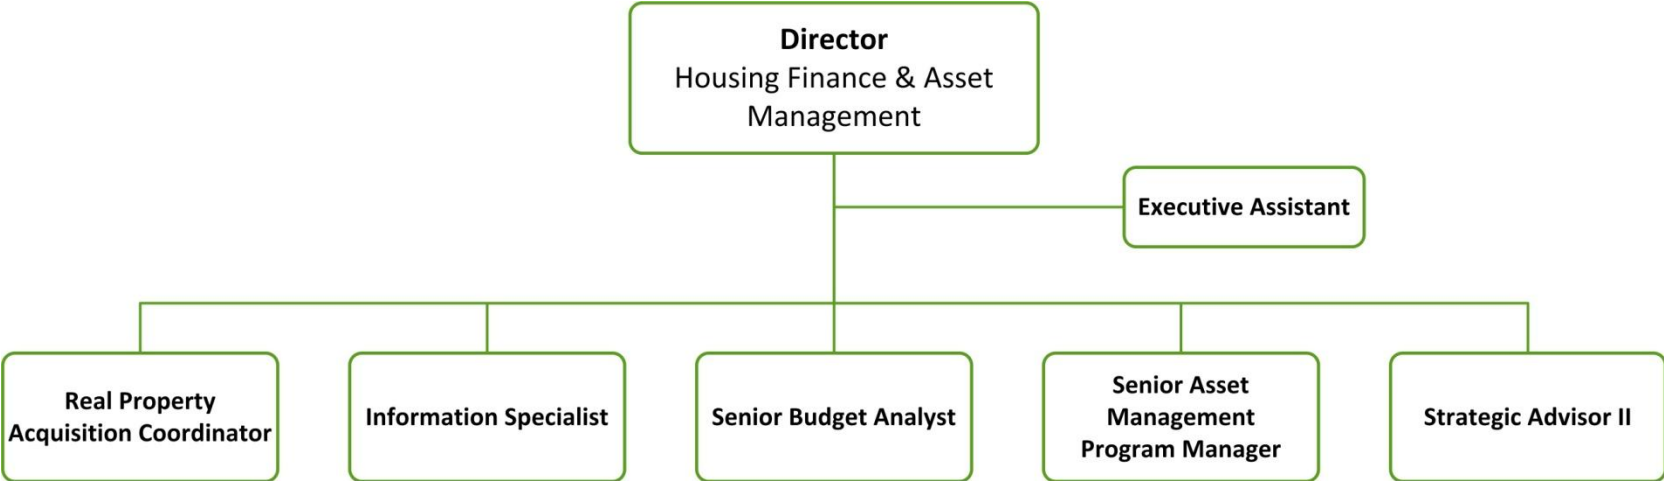 Director
Housing Finance & Asset
Management
Executive Assistant
Real Property
Acquisition Coordinator
Information Specialist
Senior Budget Analyst
Senior Asset
Management
Program Manager
Strategic Advisor II